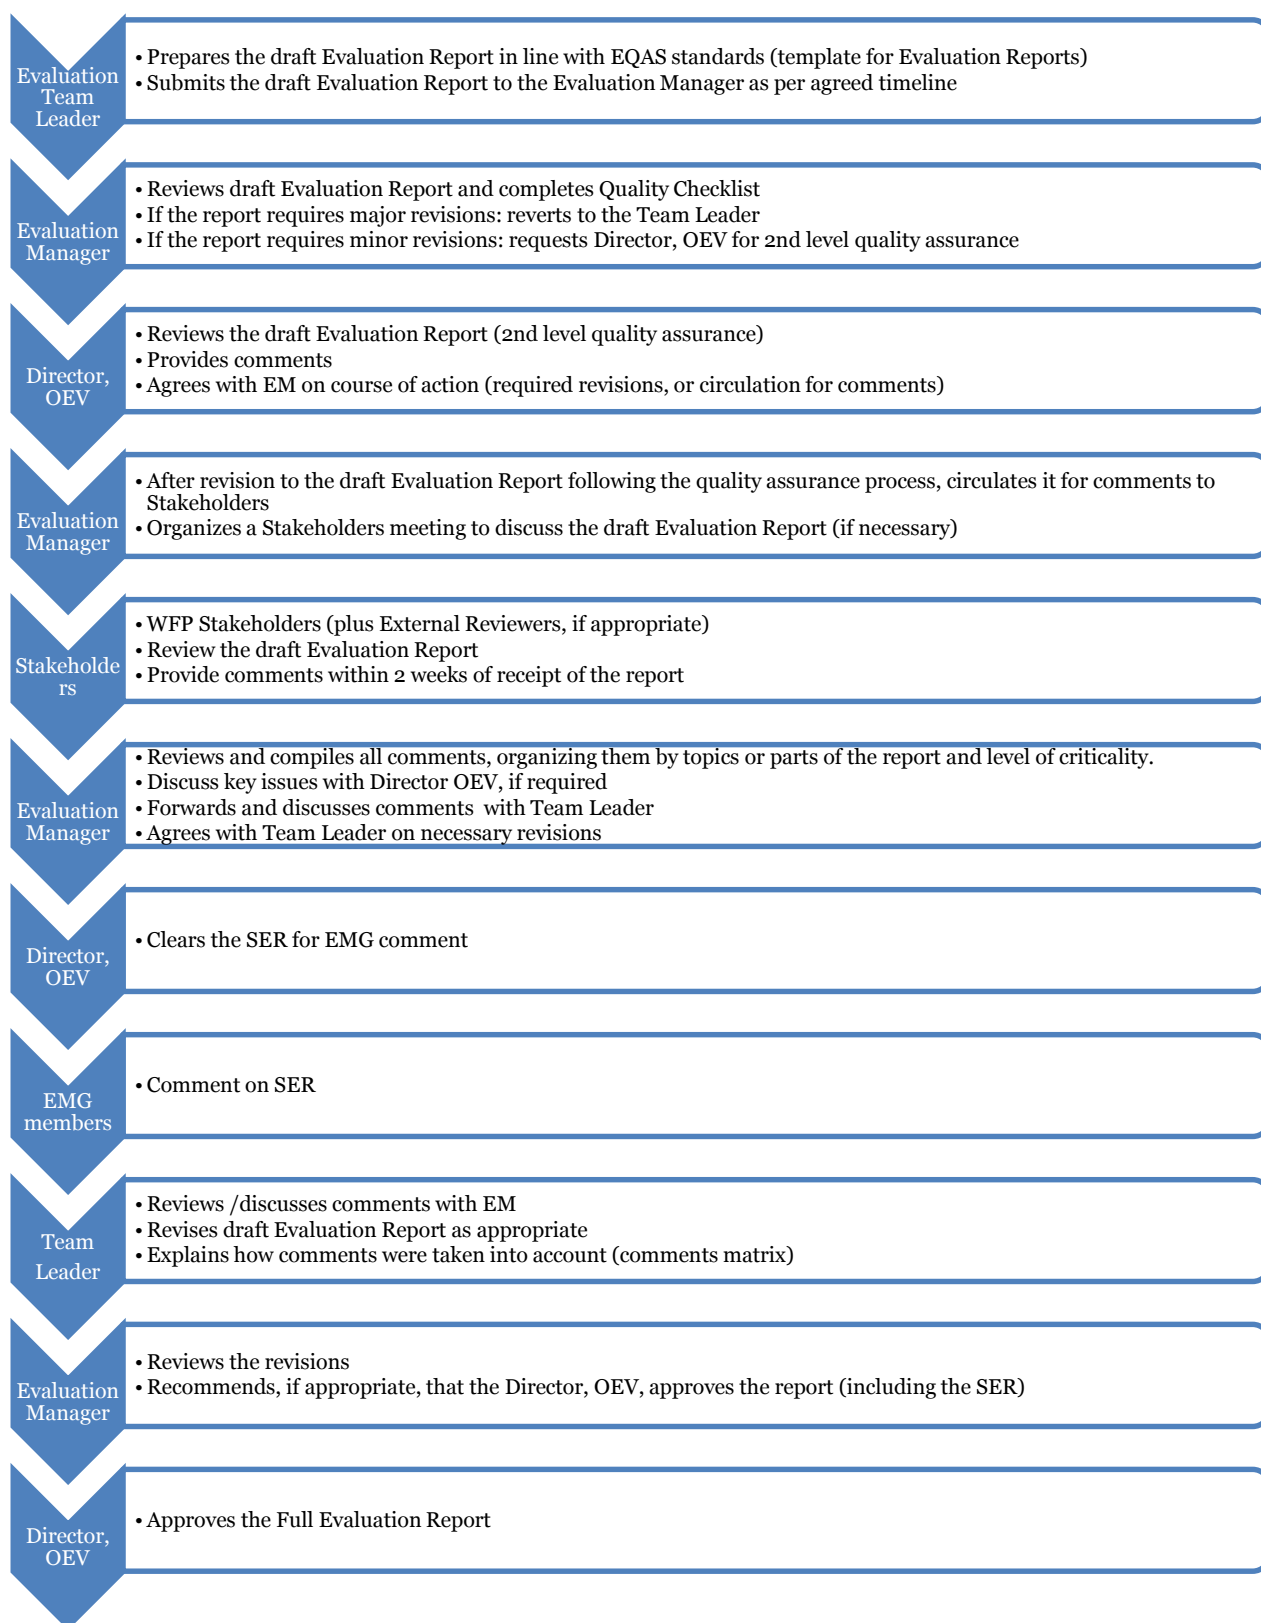 Evaluation
Team
Leader
• Prepares the draft Evaluation Report in line with EQAS standards (template for Evaluation Reports)
• Submits the draft Evaluation Report to the Evaluation Manager as per agreed timeline
Evaluation
Manager
• Reviews draft Evaluation Report and completes Quality Checklist
• If the report requires major revisions: reverts to the Team Leader
• If the report requires minor revisions: requests Director, OEV for 2nd level quality assurance
Director,
OEV
• Reviews the draft Evaluation Report (2nd level quality assurance)
• Provides comments
• Agrees with EM on course of action (required revisions, or circulation for comments)
Evaluation
Manager
• After revision to the draft Evaluation Report following the quality assurance process, circulates it for comments to
Stakeholders
• Organizes a Stakeholders meeting to discuss the draft Evaluation Report (if necessary)
Stakeholde
rs
• WFP Stakeholders (plus External Reviewers, if appropriate)
• Review the draft Evaluation Report
• Provide comments within 2 weeks of receipt of the report
Evaluation
Manager
• Reviews and compiles all comments, organizing them by topics or parts of the report and level of criticality.
• Discuss key issues with Director OEV, if required
• Forwards and discusses comments  with Team Leader
• Agrees with Team Leader on necessary revisions
Director,
OEV
• Clears the SER for EMG comment
EMG
members
• Comment on SER
Team
Leader
• Reviews /discusses comments with EM
• Revises draft Evaluation Report as appropriate
• Explains how comments were taken into account (comments matrix)
Evaluation
Manager
• Reviews the revisions
• Recommends, if appropriate, that the Director, OEV, approves the report (including the SER)
Director,
OEV
• Approves the Full Evaluation Report